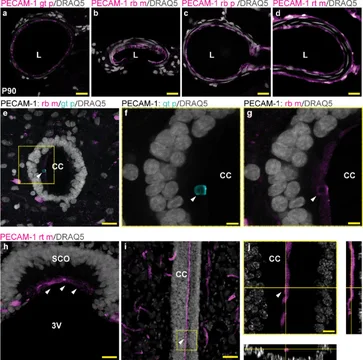 PECAM-1 gt p/DRAQ5 PECAM-1 rb m/DRAQ5 PECAM-1 rb p/DRAQ5 PECAM-1 rt m/DRAQ5
a b c d
L L L L
P90
PECAM-1: rb m/gt p/DRAQ5 PECAM-1: gt p/DRAQ5 PECAM-1: rb m/DRAQ5
e f g
CC CC CC
PECAM-1 rt m/DRAQ5
h i j
SCO CC CC
3V